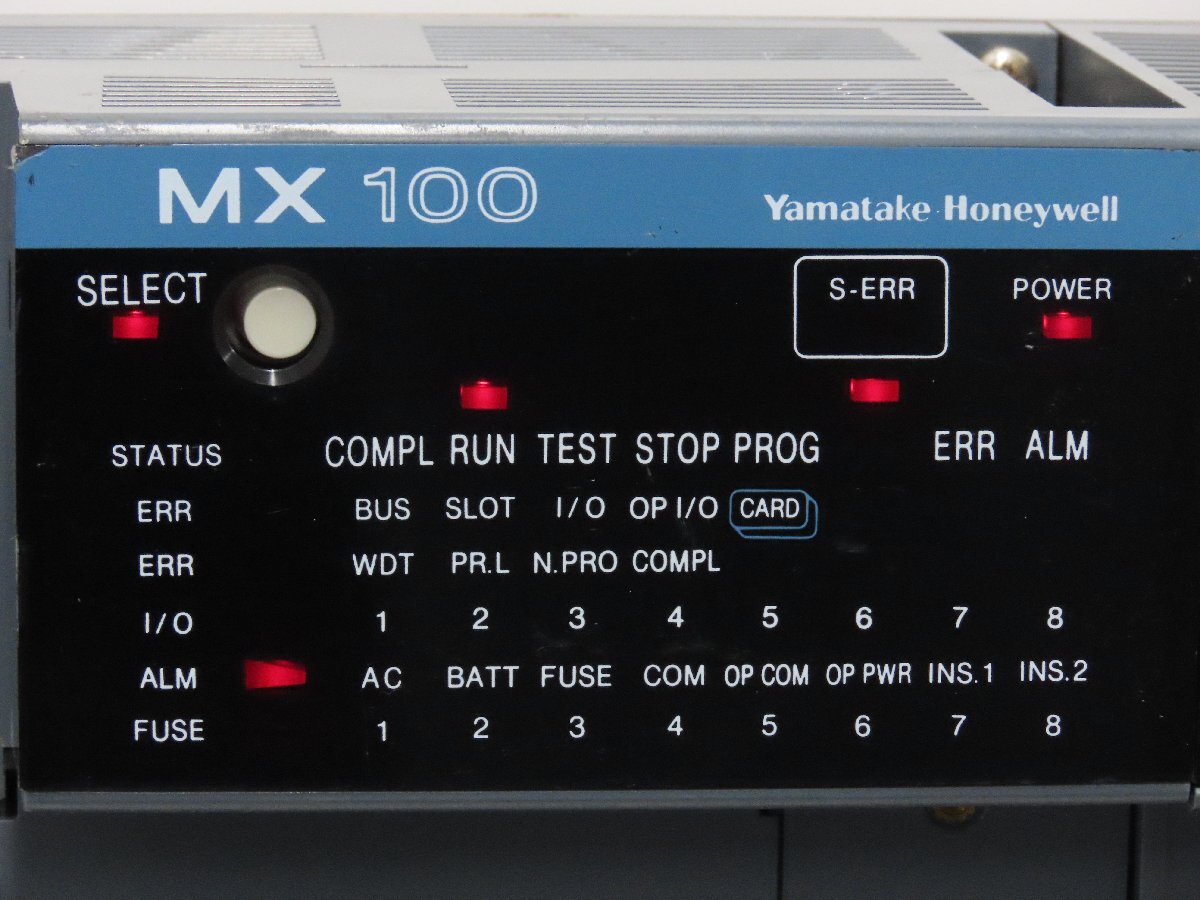 MX 100 Yamatake-Honeywell
SELECT S-ERR POWER
STATUS COMPL RUN TEST STOP PROG ERR ALM
ERR BUS SLOT I/O OP I/O CARD
ERR WDT PR.L N.PRO COMPL
I/O 1 2 3 4 5 6 7 8
ALM AC BATT FUSE COM OP COM OP PWR INS.1 INS.2
FUSE 1 2 3 4 5 6 7 8